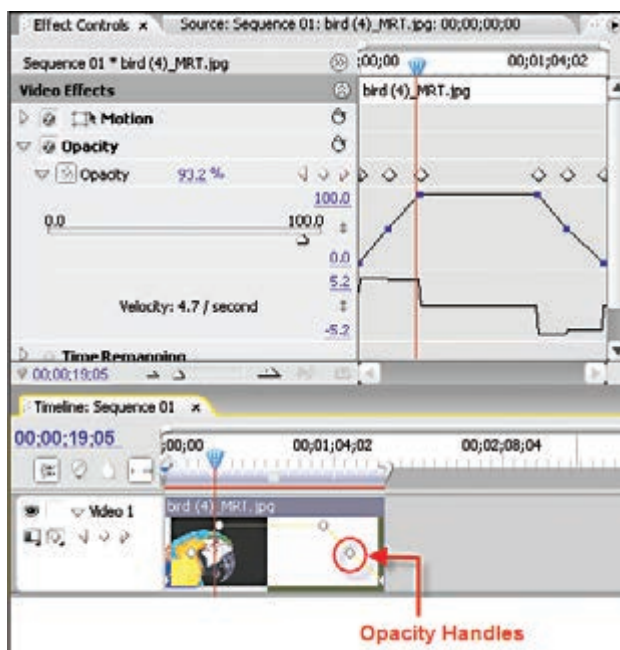 Effect Controls × Source: Sequence 01: bird (4)_MRT.jpg: 00;00;00;00
Sequence 01 * bird (4)_MRT.jpg
;00;00 00;01;04;02
Video Effects
bird (4)_MRT.jpg
Motion
Opacity
Opacity 93.2 %
100.0
0.0 100.0
0.0
5.2
Velocity: 4.7 / second
-5.2
Time Remapping
00;00;19;05
Timeline: Sequence 01 ×
00;00;19;05
;00;00 00;01;04;02 00;02;08;04
Video 1
bird (4)_MRT.jpg
Opacity Handles